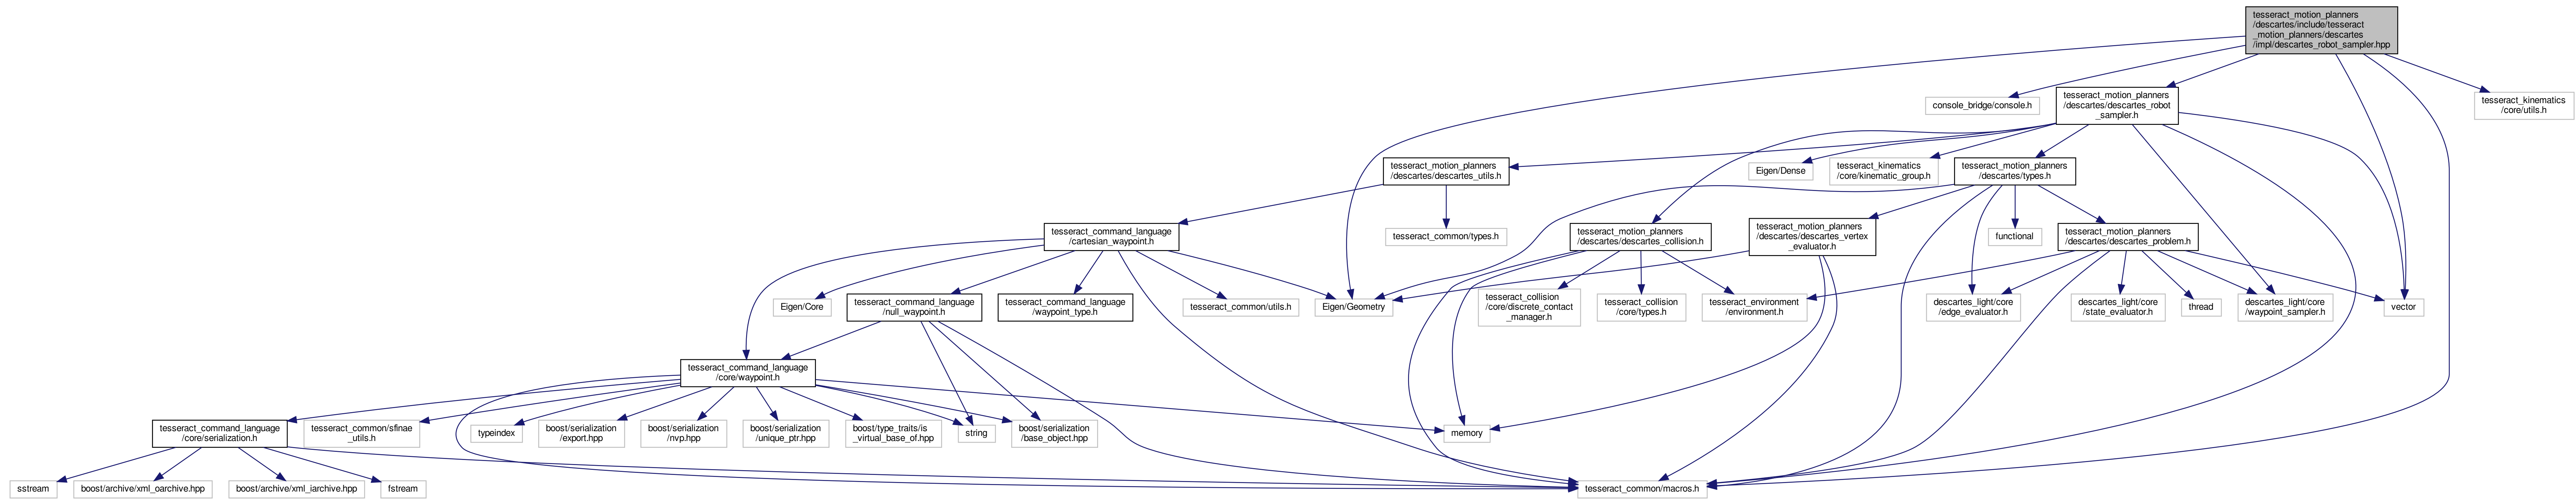 tesseract_motion_planners
/descartes/include/tesseract
_motion_planners/descartes
/impl/descartes_robot_sampler.hpp
console_bridge/console.h
tesseract_motion_planners
/descartes/descartes_robot
_sampler.h
tesseract_kinematics
/core/utils.h
tesseract_motion_planners
/descartes/descartes_utils.h
Eigen/Dense
tesseract_kinematics
/core/kinematic_group.h
tesseract_motion_planners
/descartes/types.h
tesseract_command_language
/cartesian_waypoint.h
tesseract_common/types.h
tesseract_motion_planners
/descartes/descartes_collision.h
tesseract_motion_planners
/descartes/descartes_vertex
_evaluator.h
functional
tesseract_motion_planners
/descartes/descartes_problem.h
Eigen/Core
tesseract_command_language
/null_waypoint.h
tesseract_command_language
/waypoint_type.h
tesseract_common/utils.h
Eigen/Geometry
tesseract_collision
/core/discrete_contact
_manager.h
tesseract_collision
/core/types.h
tesseract_environment
/environment.h
descartes_light/core
/edge_evaluator.h
descartes_light/core
/state_evaluator.h
thread
descartes_light/core
/waypoint_sampler.h
vector
tesseract_command_language
/core/waypoint.h
tesseract_command_language
/core/serialization.h
tesseract_common/sfinae
_utils.h
typeindex
boost/serialization
/export.hpp
boost/serialization
/nvp.hpp
boost/serialization
/unique_ptr.hpp
boost/type_traits/is
_virtual_base_of.hpp
string
boost/serialization
/base_object.hpp
memory
sstream
boost/archive/xml_oarchive.hpp
boost/archive/xml_iarchive.hpp
fstream
tesseract_common/macros.h